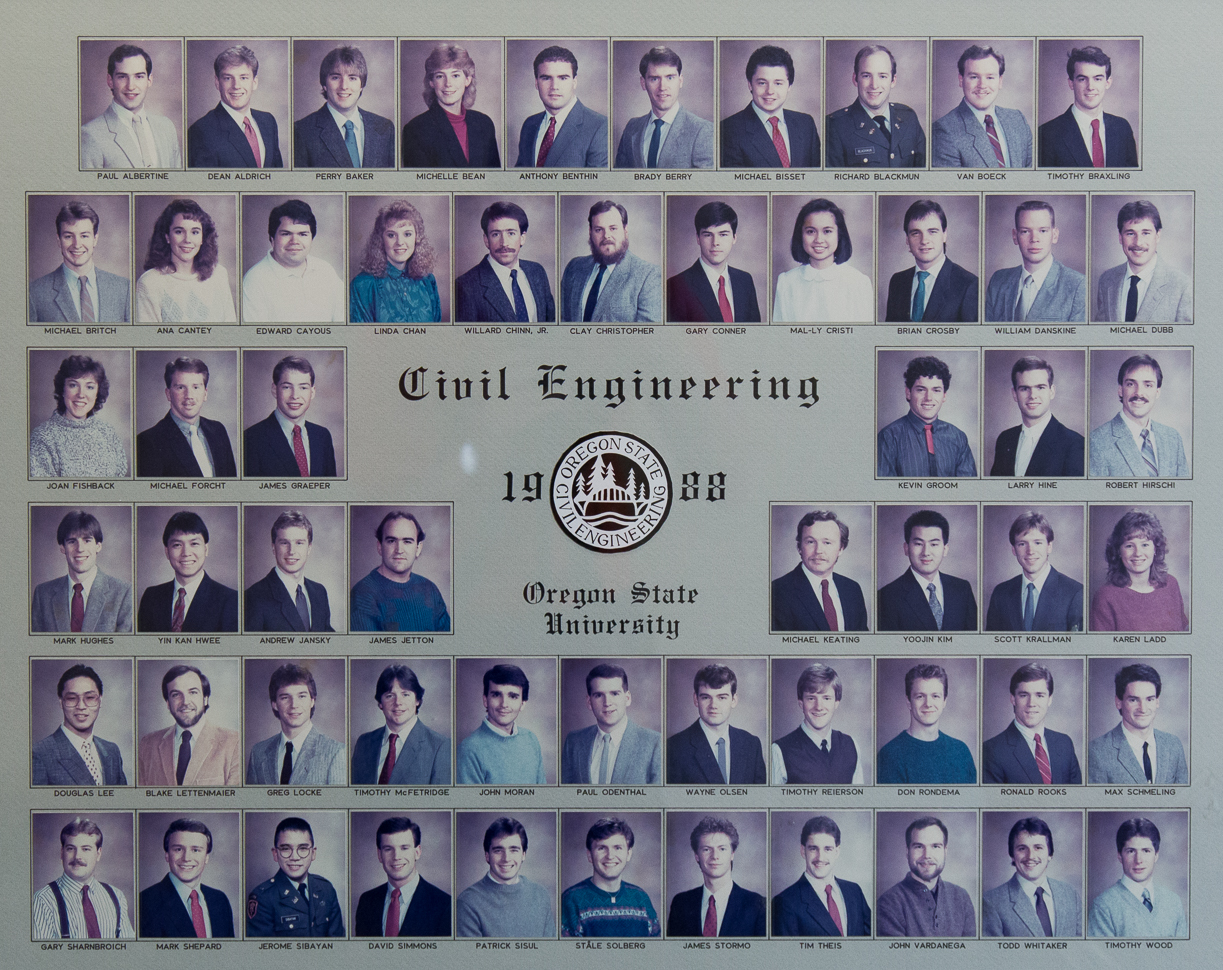 PAUL ALBERTINE DEAN ALDRICH PERRY BAKER MICHELLE BEAN ANTHONY BENTHIN BRADY BERRY MICHAEL BISSET RICHARD BLACKMUN VAN BOECK TIMOTHY BRAXLING
MICHAEL BRITCH ANA CANTEY EDWARD CAYOUS LINDA CHAN WILLARD CHINN, JR. CLAY CHRISTOPHER GARY CONNER MAL-LY CRISTI BRIAN CROSBY WILLIAM DANSKINE MICHAEL DUBB
Civil Engineering
JOAN FISHBACK MICHAEL FORCHT JAMES GRAEPER KEVIN GROOM LARRY HINE ROBERT HIRSCHI
1988
OREGON STATE
CIVIL ENGINEERING
Oregon State
University
MARK HUGHES YIN KAN HWEE ANDREW JANSKY JAMES JETTON MICHAEL KEATING YOOJIN KIM SCOTT KRALLMAN KAREN LADD
DOUGLAS LEE BLAKE LETTENMAIER GREG LOCKE TIMOTHY McFETRIDGE JOHN MORAN PAUL ODENTHAL WAYNE OLSEN TIMOTHY REIERSON DON RONDEMA RONALD ROOKS MAX SCHMELING
GARY SHARNBROICH MARK SHEPARD JEROME SIBAYAN DAVID SIMMONS PATRICK SISUL STÅLE SOLBERG JAMES STORMO TIM THEIS JOHN VARDANEGA TODD WHITAKER TIMOTHY WOOD